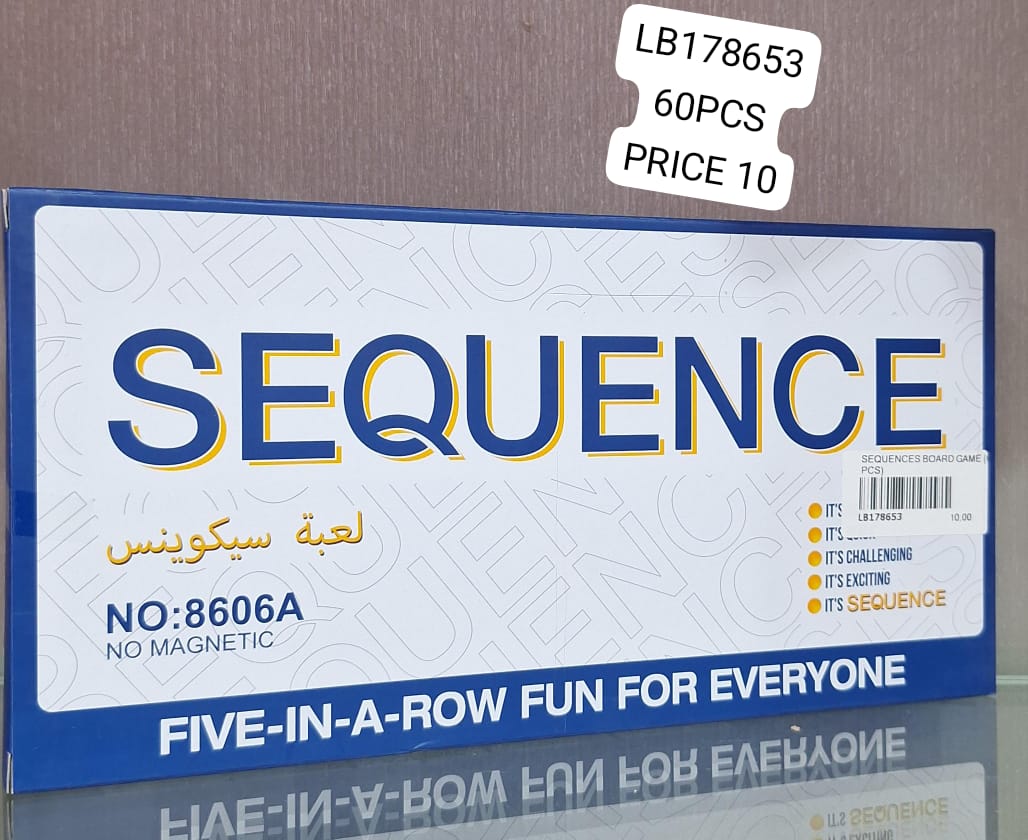 LB178653
60PCS
PRICE 10
SEQUENCE
SEQUENCES BOARD GAME
PCS)
LB178653 10.00
لعبة سيكوينس
NO:8606A
NO MAGNETIC
IT'S
IT'S
IT'S CHALLENGING
IT'S EXCITING
IT'S SEQUENCE
FIVE-IN-A-ROW FUN FOR EVERYONE